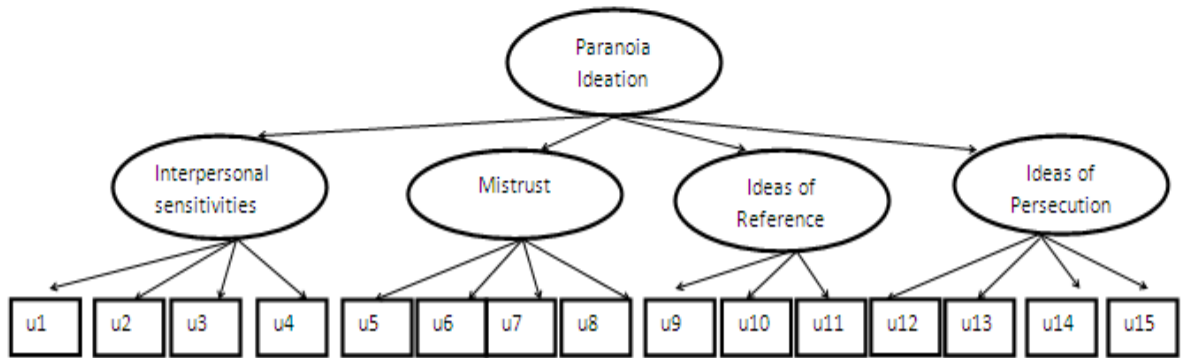 Paranoia
Ideation
Interpersonal
sensitivities
Mistrust
Ideas of
Reference
Ideas of
Persecution
u1 u2 u3 u4 u5 u6 u7 u8 u9 u10 u11 u12 u13 u14 u15